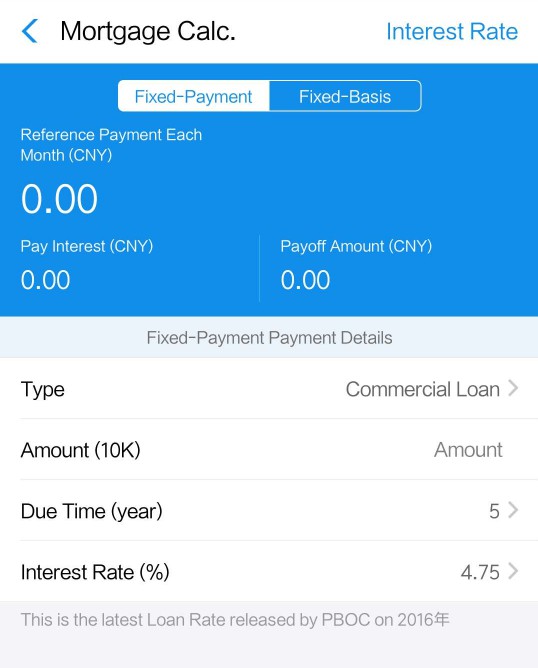 Mortgage Calc.
Interest Rate
Fixed-Payment
Fixed-Basis
Reference Payment Each
Month (CNY)
0.00
Pay Interest (CNY)
Payoff Amount (CNY)
0.00
0.00
Fixed-Payment Payment Details
Type
Commercial Loan
Amount (10K)
Amount
Due Time (year)
5
Interest Rate (%)
4.75
This is the latest Loan Rate released by PBOC on 2016年